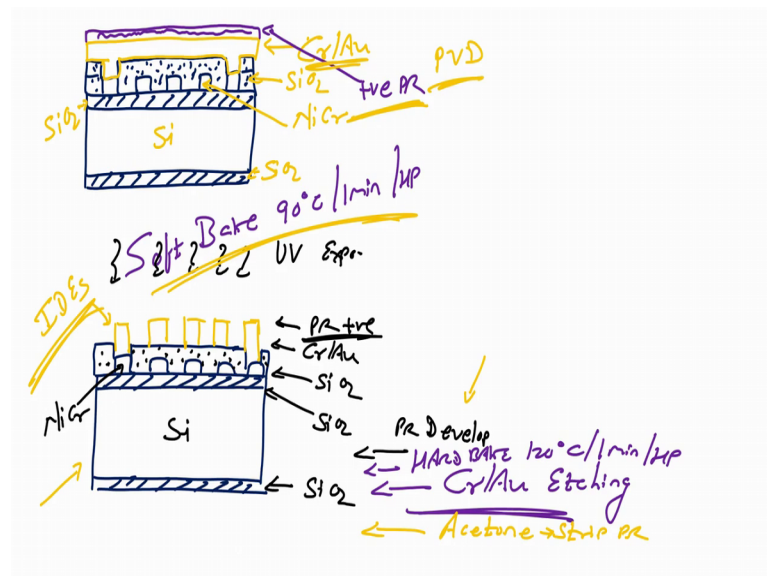 Cr/Au
PVD
SiO2
+ve PR
NiCr
SiO2
Si
SiO2
Soft Bake 90°C/1min/HP
UV Expo
IDES
PR +ve
Cr/Au
SiO2
NiCr
SiO2
Si
PR Develop
HARD BAKE 120°C/1min/HP
SiO2
Cr/Au Etching
Acetone → Strip PR